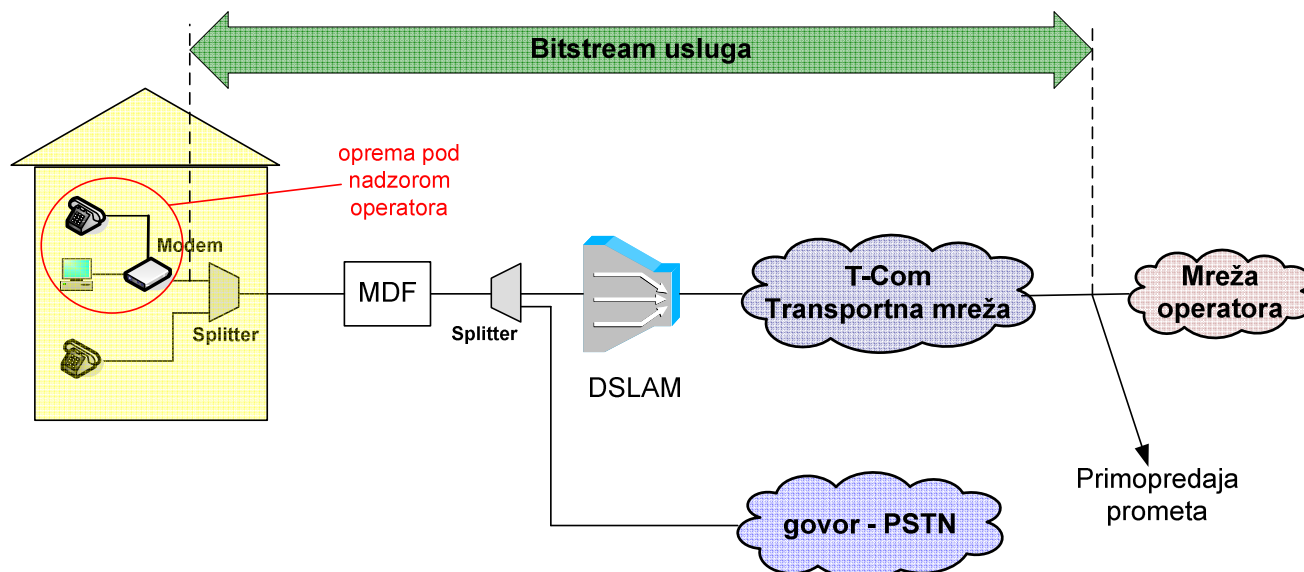 Bitstream usluga
oprema pod
nadzorom
operatora
Modem
Splitter
MDF
Splitter
DSLAM
T-Com
Transportna mreža
Mreža
operatora
Primopredaja
prometa
govor - PSTN